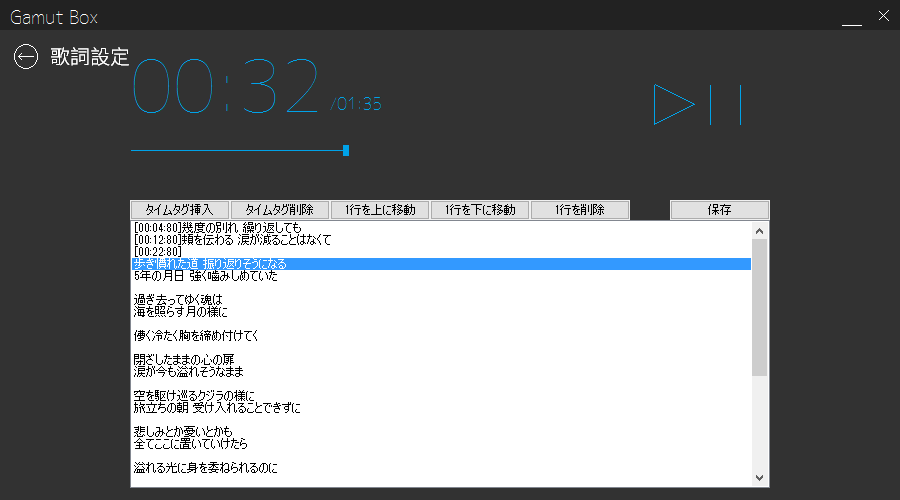 Gamut Box
歌詞設定
00:32 /01:35
タイムタグ挿入 タイムタグ削除 1行を上に移動 1行を下に移動 1行を削除 保存
[00:04:80]幾度の別れ 繰り返しても
[00:12:80]頬を伝わる 涙が減ることはなくて
[00:22:80]
歩き慣れた道 振り返りそうになる
5年の月日 強く噛みしめていた
過ぎ去ってゆく魂は
海を照らす月の様に
儚く冷たく胸を締め付けてく
閉ざしたままの心の扉
涙が今も溢れそうなまま
空を駆け巡るクジラの様に
旅立ちの朝 受け入れることできずに
悲しみとか憂いとかも
全てここに置いていけたら
溢れる光に身を委ねられるのに